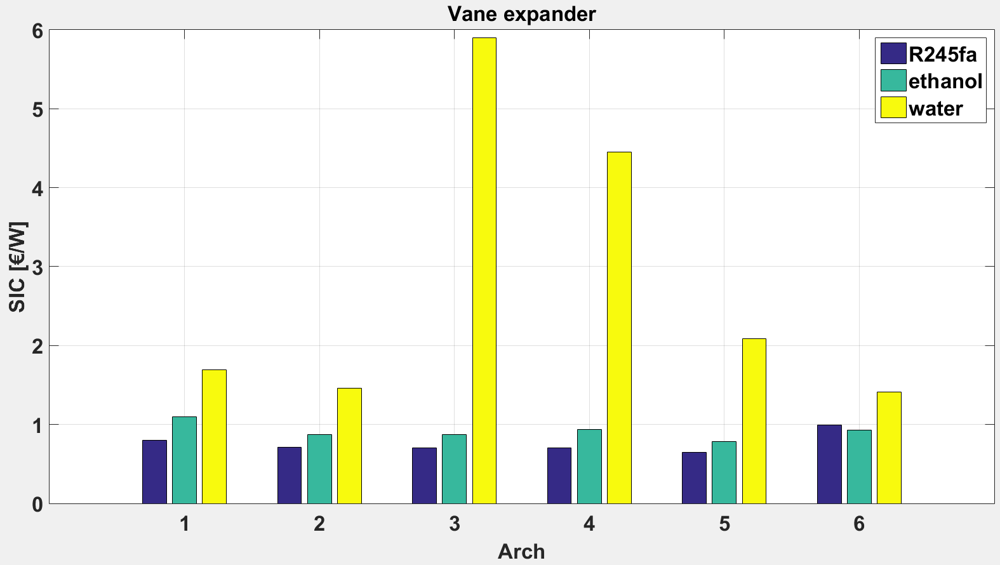 Vane expander
R245fa
ethanol
water
6
5
4
3
2
1
0
SIC [€/W]
1 2 3 4 5 6
Arch